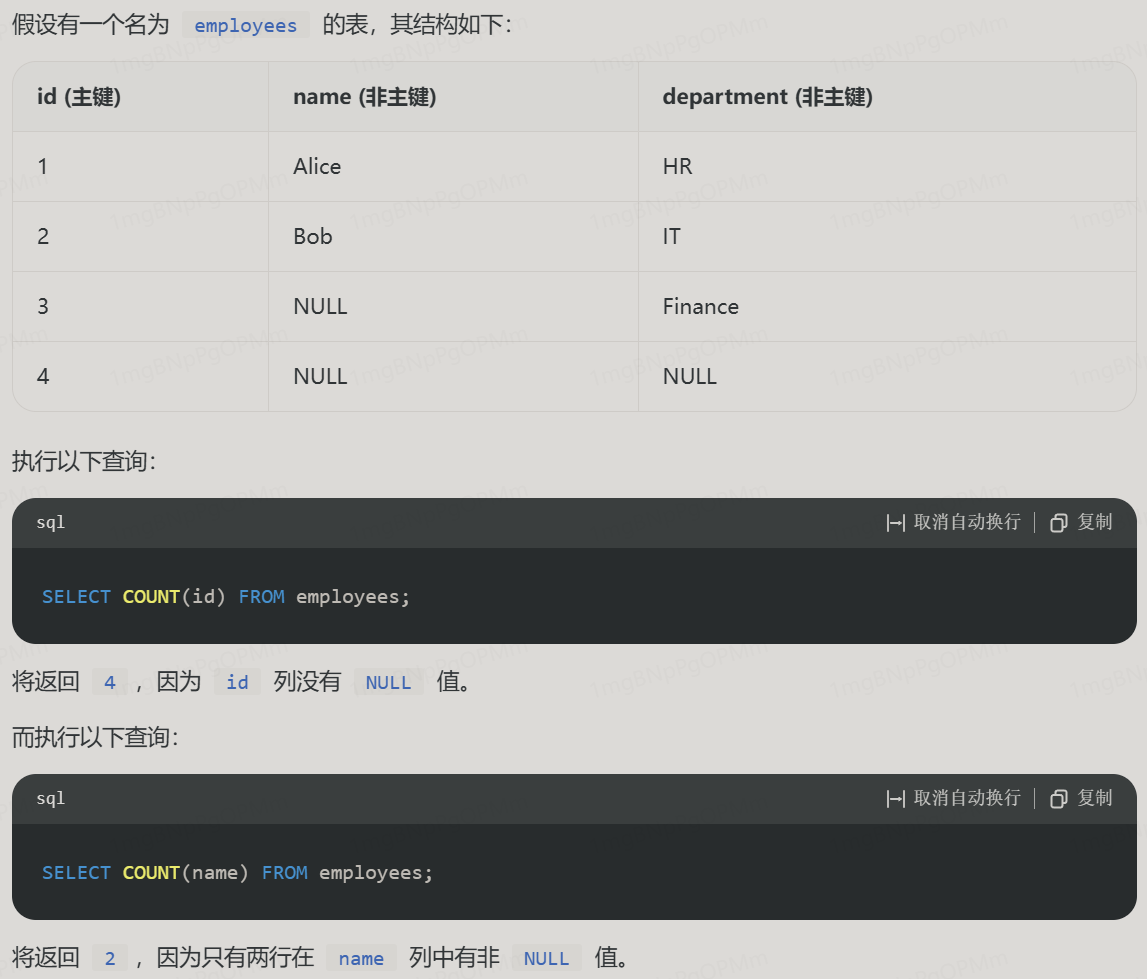 假设有一个名为 employees 的表，其结构如下：
id (主键) name (非主键) department (非主键)
1 Alice HR
2 Bob IT
3 NULL Finance
4 NULL NULL
执行以下查询：
sql 取消自动换行 复制
SELECT COUNT(id) FROM employees;
将返回 4 ，因为 id 列没有 NULL 值。
而执行以下查询：
sql 取消自动换行 复制
SELECT COUNT(name) FROM employees;
将返回 2 ，因为只有两行在 name 列中有非 NULL 值。